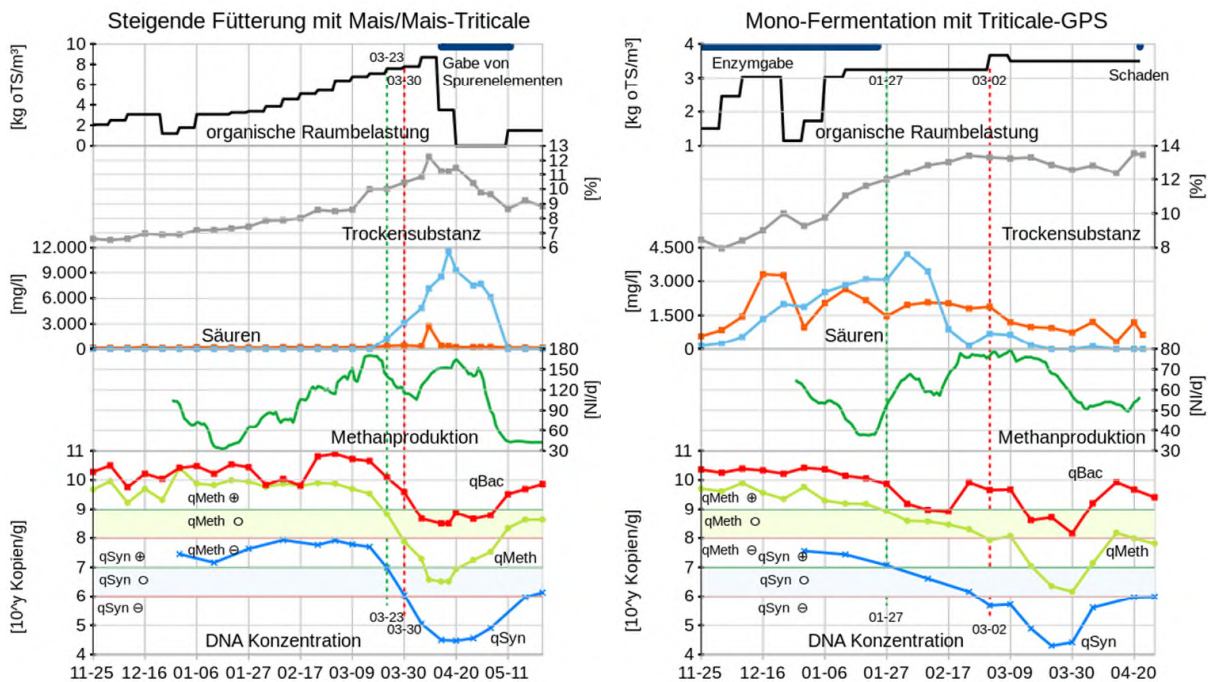 Steigende Fütterung mit Mais/Mais-Triticale
[kg oTS/m³]
10
8
6
4
2
0
03-23
03-30
Gabe von
Spurenelementen
organische Raumbelastung
13
12
10
9
8
7
6
[%]
Trockensubstanz
12.000
9.000
6.000
3.000
0
[mg/l]
Säuren
180
150
120
90
60
30
[Nl/d]
Methanproduktion
11
10
9
8
7
6
5
4
[10^y Kopien/g]
qBac
qMeth ⊕
qMeth ○
qMeth ⊖
qSyn ⊕
qMeth
qSyn ○
qSyn ⊖
03-23
03-30
qSyn
DNA Konzentration
11-25 12-16 01-06 01-27 02-17 03-09 03-30 04-20 05-11
Mono-Fermentation mit Triticale-GPS
[kg oTS/m³]
4
3
2
1
Enzymgabe
01-27
03-02
Schaden
organische Raumbelastung
14
12
10
8
[%]
Trockensubstanz
4.500
3.000
1.500
0
[mg/l]
Säuren
80
70
60
50
40
30
[Nl/d]
Methanproduktion
11
10
9
8
7
6
5
4
[10^y Kopien/g]
qBac
qMeth ⊕
qMeth ○
qMeth ⊖
qSyn ⊕
qMeth
qSyn ○
qSyn ⊖
01-27
03-02
qSyn
DNA Konzentration
11-25 12-16 01-06 01-27 02-17 03-09 03-30 04-20